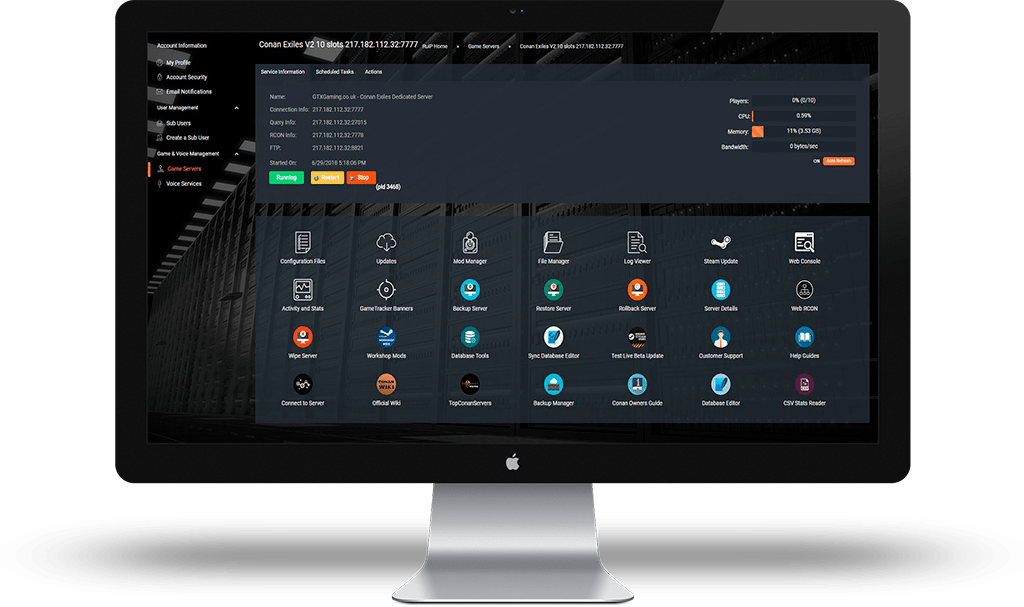 Account Information
My Profile
Account Security
Email Notifications
User Management
Sub Users
Create a Sub User
Game & Voice Management
Game Servers
Voice Services
Conan Exiles V2 10 slots 217.182.112.32:7777 RuiP Home • Game Servers • Conan Exiles V2 10 slots 217.182.112.32:7777
Service Information Scheduled Tasks Actions
Name: GTXGaming.co.uk - Conan Exiles Dedicated Server
Connection Info: 217.182.112.32:7777
Query Info: 217.182.112.32:27015
RCON Info: 217.182.112.32:7778
FTP: 217.182.112.32:8821
Started On: 6/29/2018 5:18:06 PM
Running Restart Stop (pid 3468)
Players: 0% (0/10)
CPU: 0.59%
Memory: 11% (3.53 GB)
Bandwidth: 0 bytes/sec
ON Auto Refresh
Configuration Files Updates Mod Manager File Manager Log Viewer Steam Update Web Console
Activity and Stats GameTracker Banners Backup Server Restore Server Rollback Server Server Details Web RCON
Wipe Server Workshop Mods Database Tools Sync Database Editor Test Live Beta Update Customer Support Help Guides
CONAN
WIKI
Connect to Server Official Wiki TopConanServers Backup Manager Conan Owners Guide Database Editor CSV Stats Reader